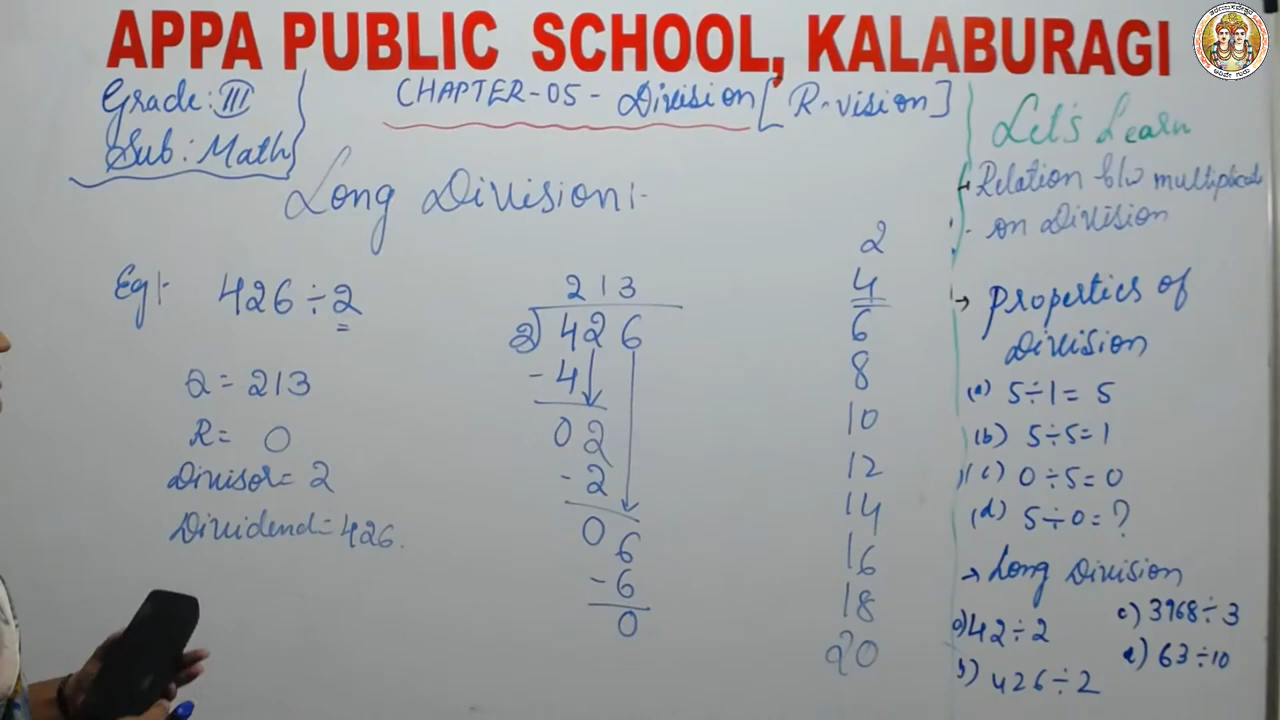 APPA PUBLIC SCHOOL, KALABURAGI
Grade: III
Sub: Math
CHAPTER-05 - Division [R-vision]
Long Division:-
Eg:- 426 ÷ 2
Q = 213
R = 0
Divisor = 2
Dividend = 426.
213
2 426
- 4
02
- 2
0 6
- 6
0
2
4
6
8
10
12
14
16
18
20
Let's Learn
→ Relation b/w multiplicati
on Division
→ Properties of
Division
(a) 5 ÷ 1 = 5
(b) 5 ÷ 5 = 1
(c) 0 ÷ 5 = 0
(d) 5 ÷ 0 = ?
→ Long Division
a) 42 ÷ 2
b) 426 ÷ 2
c) 3968 ÷ 3
e) 63 ÷ 10